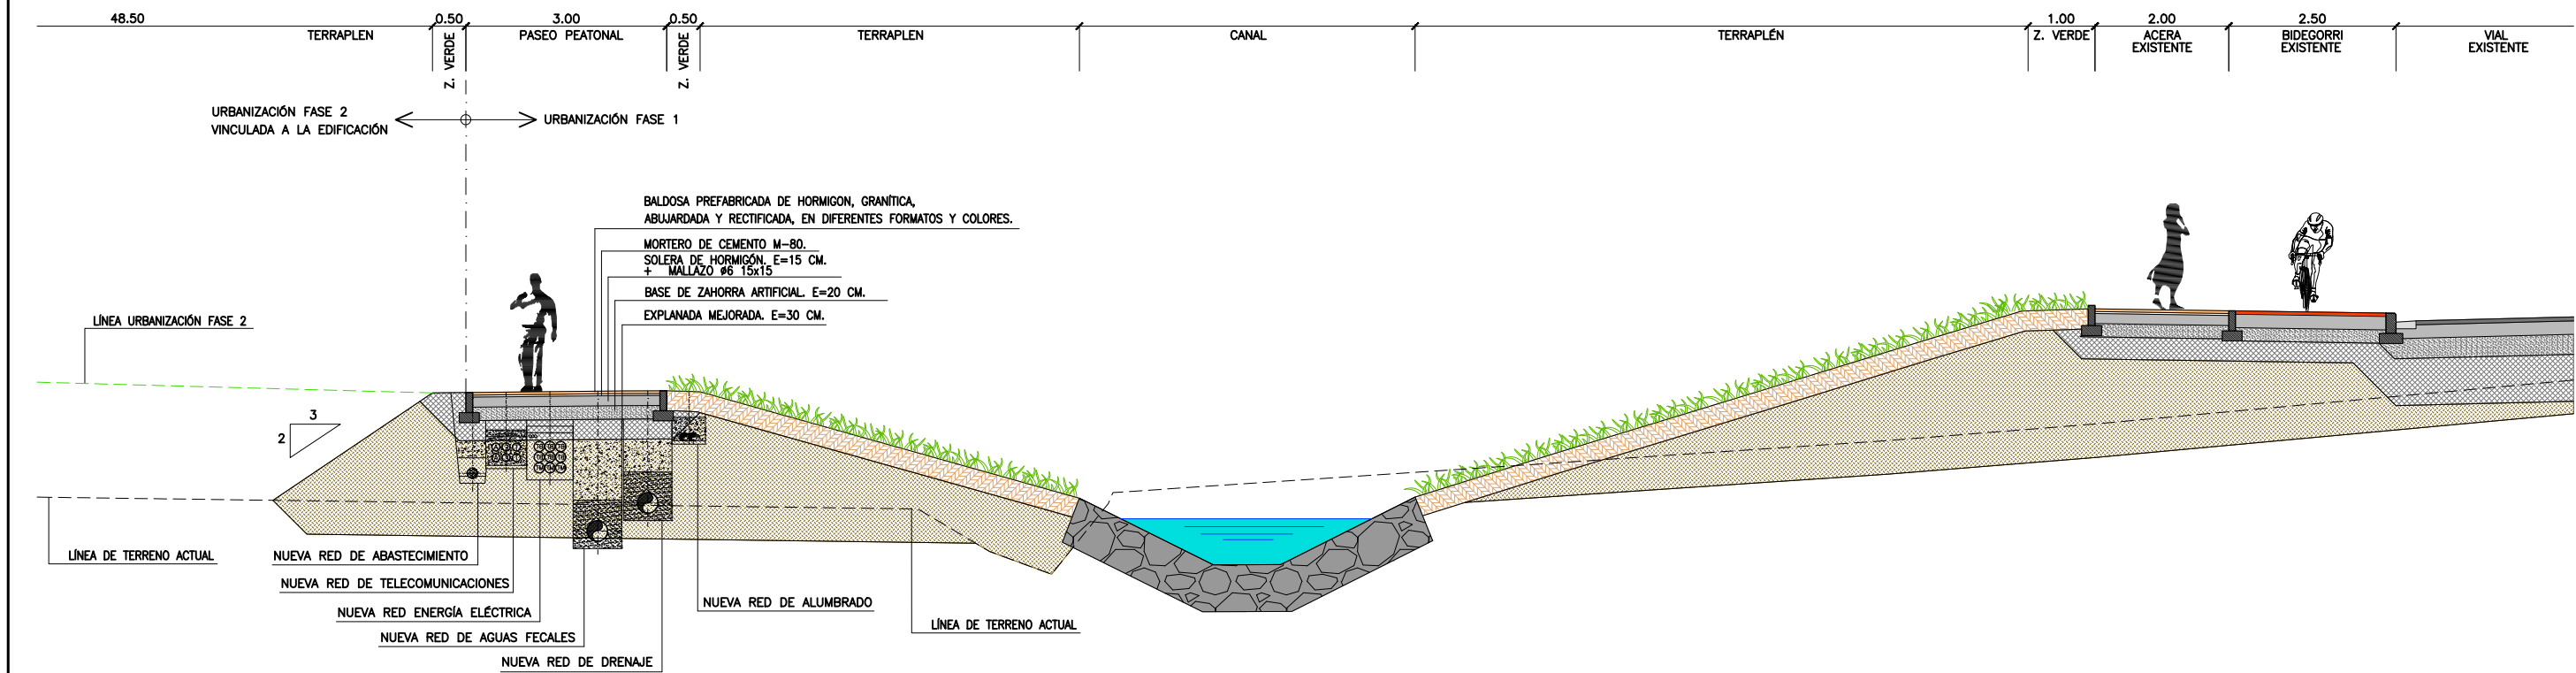 48.50
0.50
3.00
0.50
1.00
2.00
2.50
TERRAPLEN
Z. VERDE
PASEO PEATONAL
Z. VERDE
TERRAPLEN
CANAL
TERRAPLÉN
Z. VERDE
ACERA
EXISTENTE
BIDEGORRI
EXISTENTE
VIAL
EXISTENTE
URBANIZACIÓN FASE 2
VINCULADA A LA EDIFICACIÓN
URBANIZACIÓN FASE 1
BALDOSA PREFABRICADA DE HORMIGON, GRANÍTICA,
ABUJARDADA Y RECTIFICADA, EN DIFERENTES FORMATOS Y COLORES.
MORTERO DE CEMENTO M-80.
SOLERA DE HORMIGÓN. E=15 CM.
+ MALLAZO ø6 15x15
BASE DE ZAHORRA ARTIFICIAL. E=20 CM.
EXPLANADA MEJORADA. E=30 CM.
LÍNEA URBANIZACIÓN FASE 2
3
2
LÍNEA DE TERRENO ACTUAL
NUEVA RED DE ABASTECIMIENTO
NUEVA RED DE TELECOMUNICACIONES
NUEVA RED ENERGÍA ELÉCTRICA
NUEVA RED DE AGUAS FECALES
NUEVA RED DE DRENAJE
NUEVA RED DE ALUMBRADO
LÍNEA DE TERRENO ACTUAL